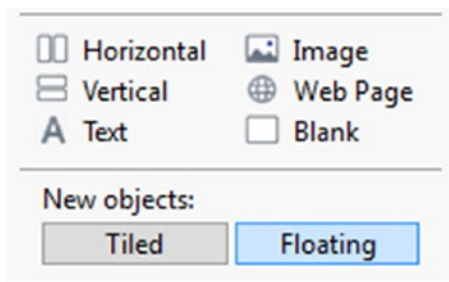 Horizontal Image
Vertical Web Page
A Text Blank
New objects:
Tiled Floating